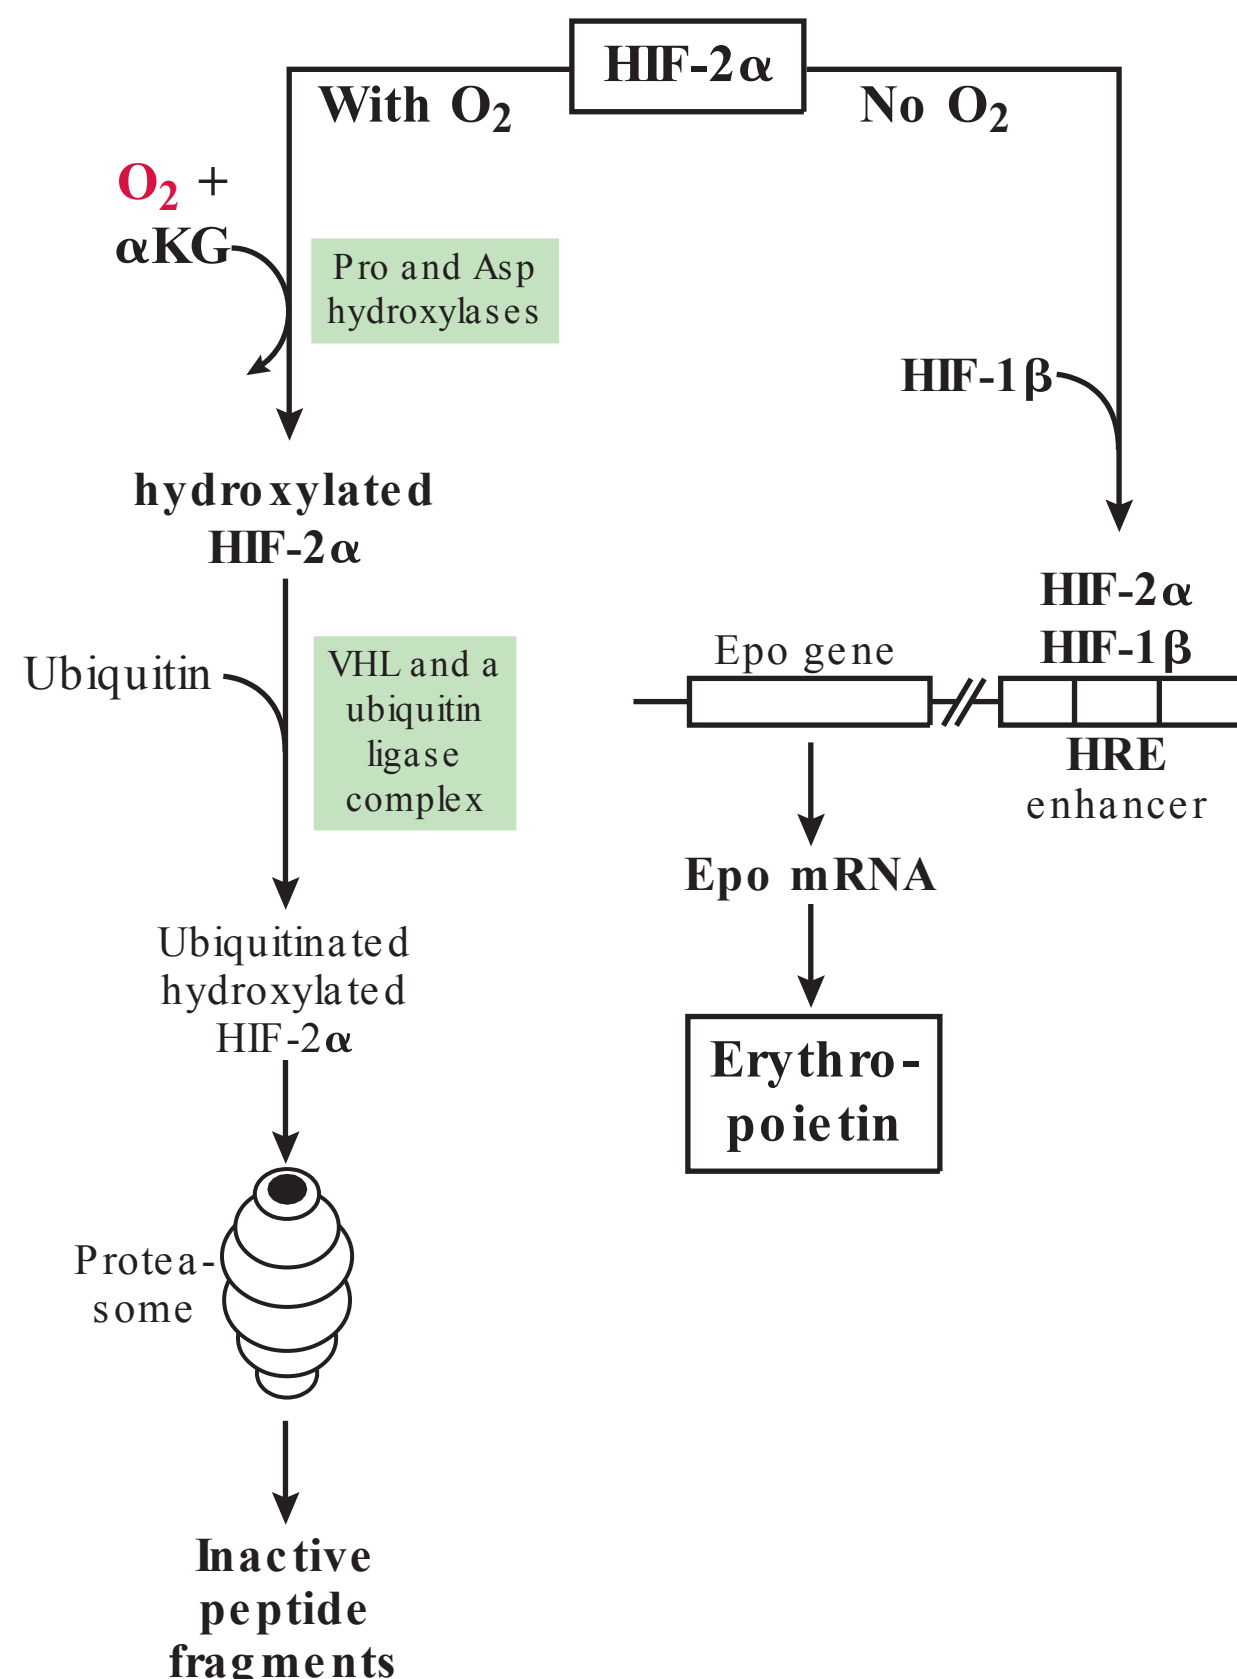 HIF-2α
With O₂
No O₂
O₂ +
αKG
Pro and Asp
hydroxylases
HIF-1β
hydroxylated
HIF-2α
HIF-2α
HIF-1β
Ubiquitin
VHL and a
ubiquitin
ligase
complex
Epo gene
HRE
enhancer
Epo mRNA
Ubiquitinated
hydroxylated
HIF-2α
Erythro-
poietin
Protea-
some
Inactive
peptide
fragments